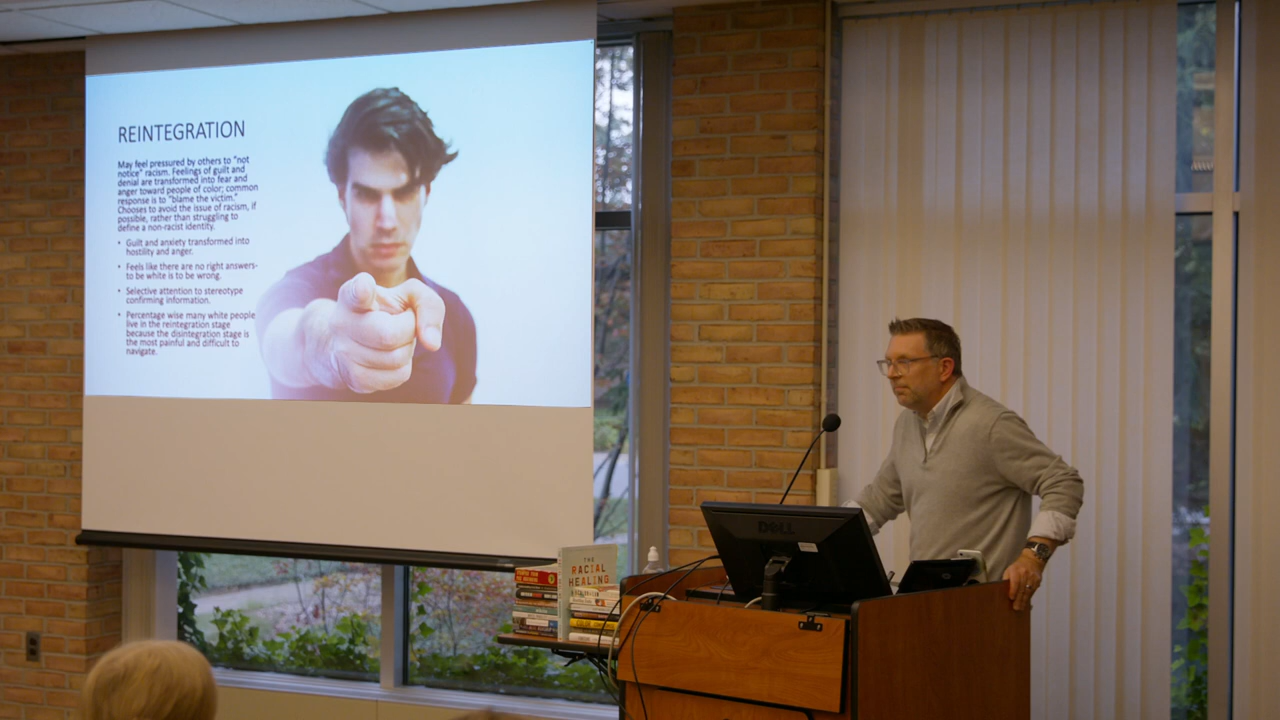 REINTEGRATION
May feel pressured by others to "not
notice" racism. Feelings of guilt and
denial are transformed into fear and
anger toward people of color; common
response is to "blame the victim."
Chooses to avoid the issue of racism, if
possible, rather than struggling to
define a non-racist identity.
• Guilt and anxiety transformed into
hostility and anger.
• Feels like there are no right answers-
to be white is to be wrong.
• Selective attention to stereotype
confirming information.
• Percentage wise many white people
live in the reintegration stage
because the disintegration stage is
the most painful and difficult to
navigate.
THE
RACIAL
HEALING
DELL